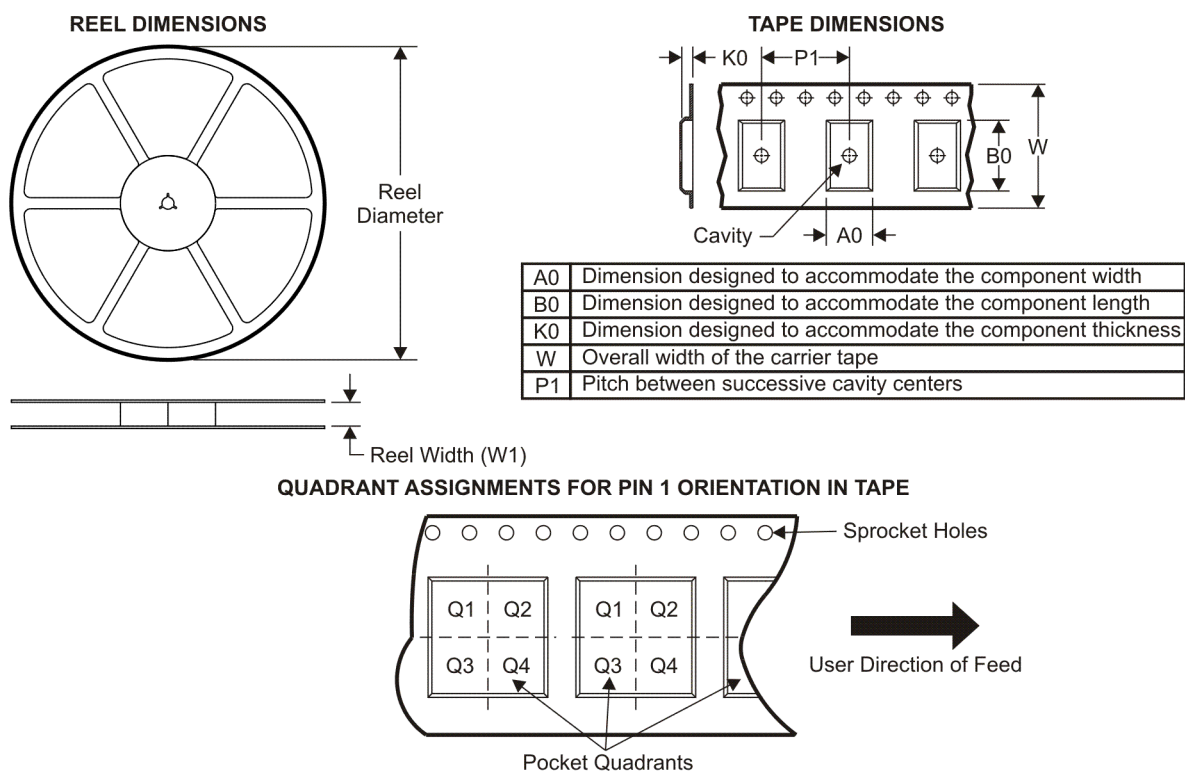 REEL DIMENSIONS
Reel
Diameter
Reel Width (W1)
TAPE DIMENSIONS
K0
P1
B0
W
Cavity
A0
A0 Dimension designed to accommodate the component width
B0 Dimension designed to accommodate the component length
K0 Dimension designed to accommodate the component thickness
W Overall width of the carrier tape
P1 Pitch between successive cavity centers
QUADRANT ASSIGNMENTS FOR PIN 1 ORIENTATION IN TAPE
Sprocket Holes
Q1 Q2 Q1 Q2
Q3 Q4 Q3 Q4
User Direction of Feed
Pocket Quadrants